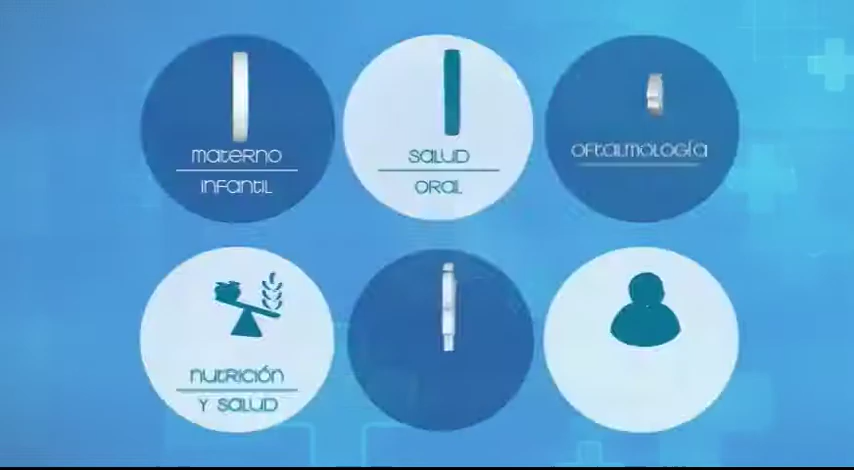 MATERNO
INFANTIL
SALUD
ORAL
OFTALMOLOGÍA
NUTRICIÓN
Y SALUD